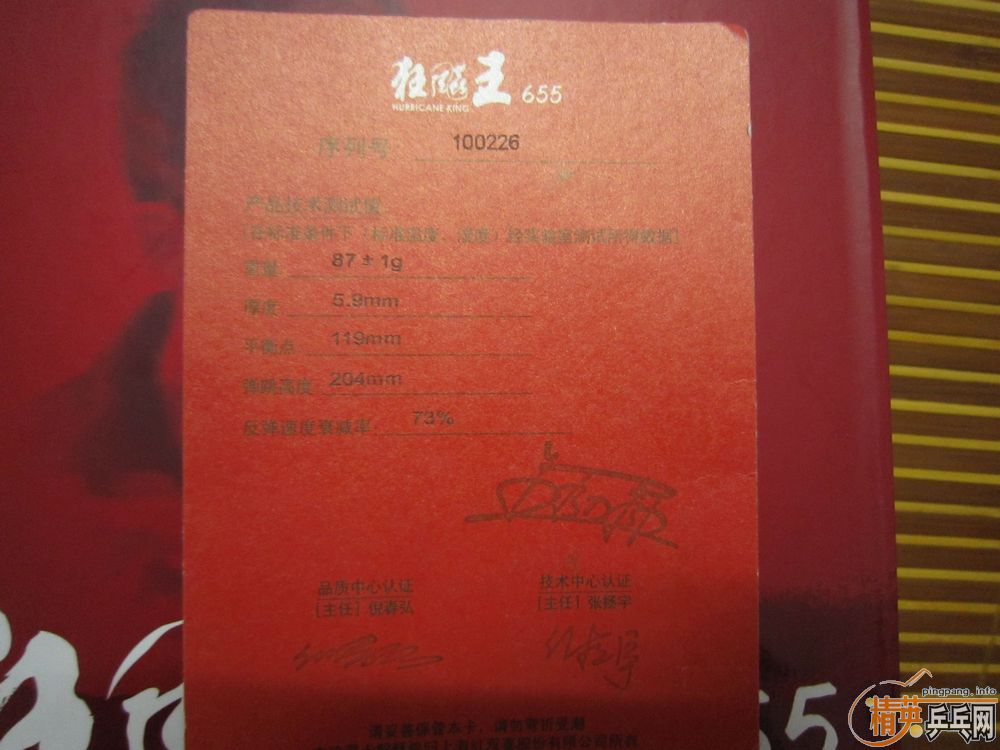 狂飚王 655
HURRICANE KING
序列号 100226
产品技术测试值
[在标准条件下（标准温度、湿度）经实验室测试所得数据]
重量 87±1g
厚度 5.9mm
平衡点 119mm
弹跳高度 204mm
反弹速度衰减率 73%
品质中心认证 技术中心认证
[主任] 倪睿弘 [主任] 张拯宇
请妥善保管本卡，请勿弯折受潮
55
pingpang.info
精英乒乓网